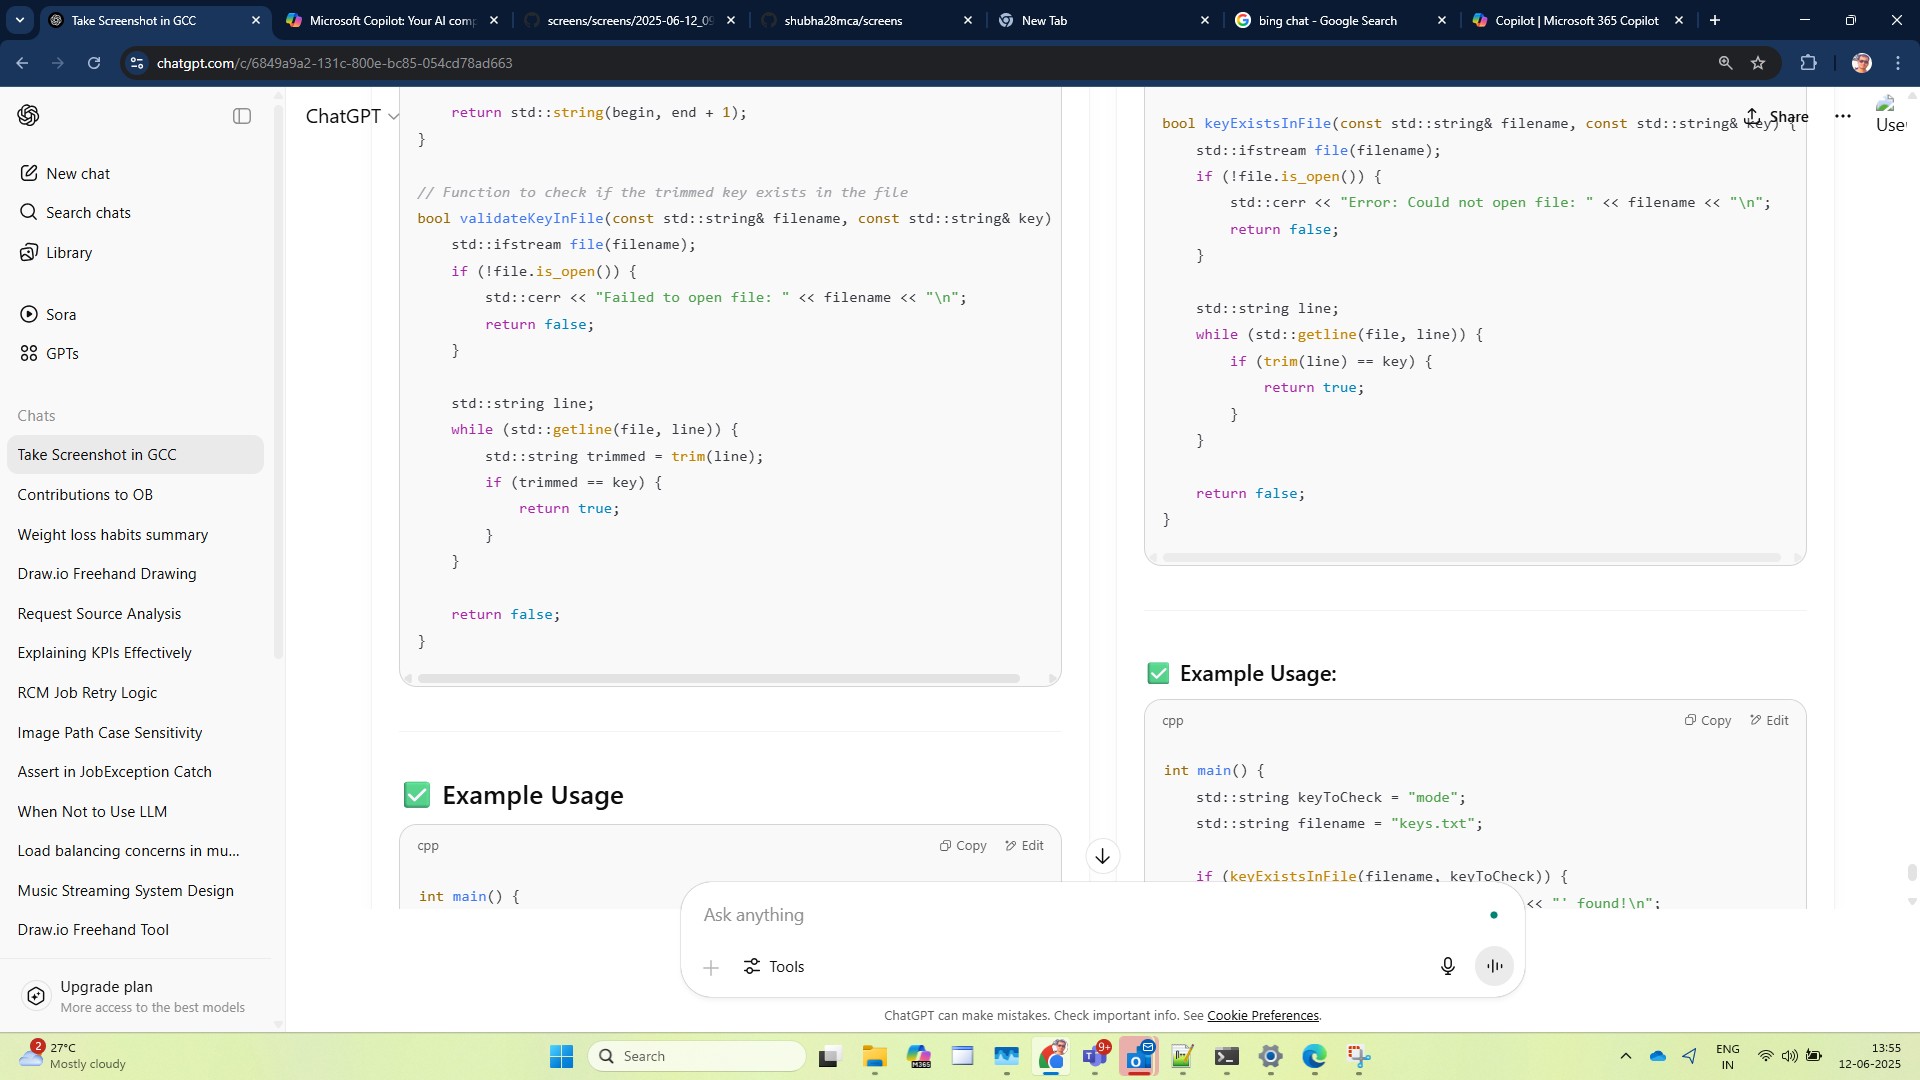 Take Screenshot in GCC
Microsoft Copilot: Your AI comp
screens/screens/2025-06-12_09
shubha28mca/screens
New Tab
bing chat - Google Search
Copilot | Microsoft 365 Copilot
chatgpt.com/c/6849a9a2-131c-800e-bc85-054cd78ad663
New chat
Search chats
Library
Sora
GPTs
Chats
Take Screenshot in GCC
Contributions to OB
Weight loss habits summary
Draw.io Freehand Drawing
Request Source Analysis
Explaining KPIs Effectively
RCM Job Retry Logic
Image Path Case Sensitivity
Assert in JobException Catch
When Not to Use LLM
Load balancing concerns in mu...
Music Streaming System Design
Draw.io Freehand Tool
Upgrade plan
More access to the best models
ChatGPT
return std::string(begin, end + 1);
}
// Function to check if the trimmed key exists in the file
bool validateKeyInFile(const std::string& filename, const std::string& key)
std::ifstream file(filename);
if (!file.is_open()) {
std::cerr << "Failed to open file: " << filename << "\n";
return false;
}
std::string line;
while (std::getline(file, line)) {
std::string trimmed = trim(line);
if (trimmed == key) {
return true;
}
}
return false;
}
Example Usage
cpp
Copy
Edit
int main() {
Share
Use
bool keyExistsInFile(const std::string& filename, const std::string& key) {
std::ifstream file(filename);
if (!file.is_open()) {
std::cerr << "Error: Could not open file: " << filename << "\n";
return false;
}
std::string line;
while (std::getline(file, line)) {
if (trim(line) == key) {
return true;
}
}
return false;
}
Example Usage:
cpp
Copy
Edit
int main() {
std::string keyToCheck = "mode";
std::string filename = "keys.txt";
if (keyExistsInFile(filename, keyToCheck)) {
<< "' found!\n";
Ask anything
Tools
ChatGPT can make mistakes. Check important info. See Cookie Preferences.
2
27°C
Mostly cloudy
Search
M365
9+
ENG
IN
13:55
12-06-2025